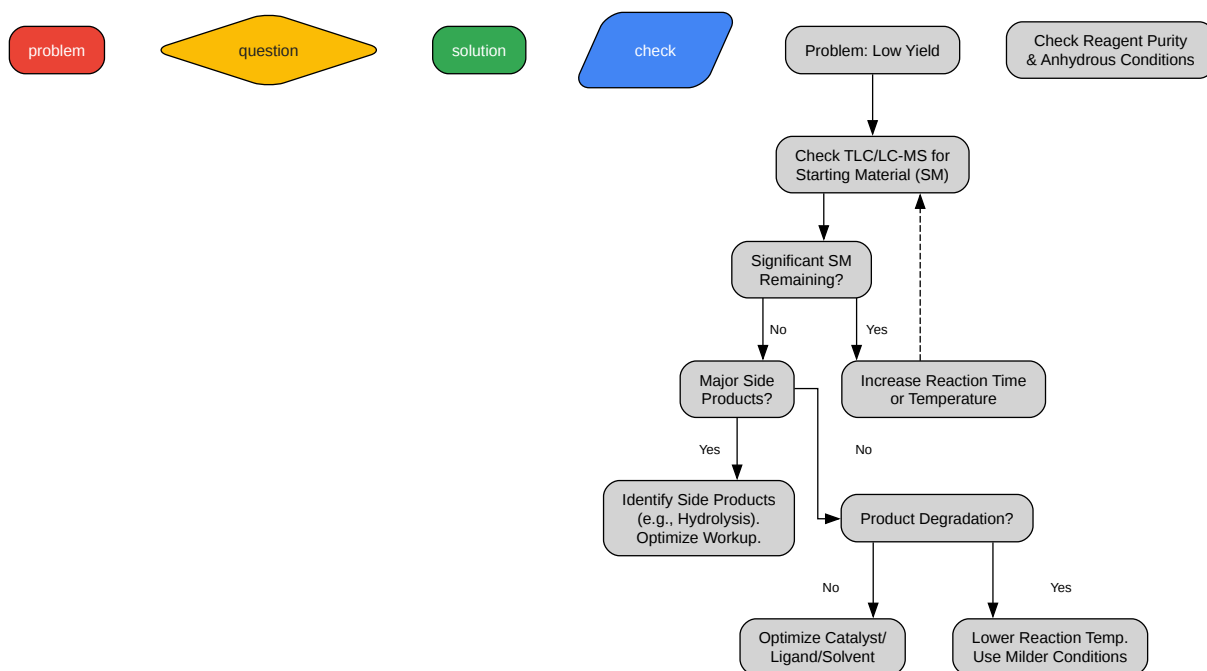 problem
question
solution
check
Problem: Low Yield
Check Reagent Purity
& Anhydrous Conditions
Check TLC/LC-MS for
Starting Material (SM)
Significant SM
Remaining?
No
Yes
Major Side
Products?
Increase Reaction Time
or Temperature
Yes
No
Identify Side Products
(e.g., Hydrolysis).
Optimize Workup.
Product Degradation?
No
Yes
Optimize Catalyst/
Ligand/Solvent
Lower Reaction Temp.
Use Milder Conditions